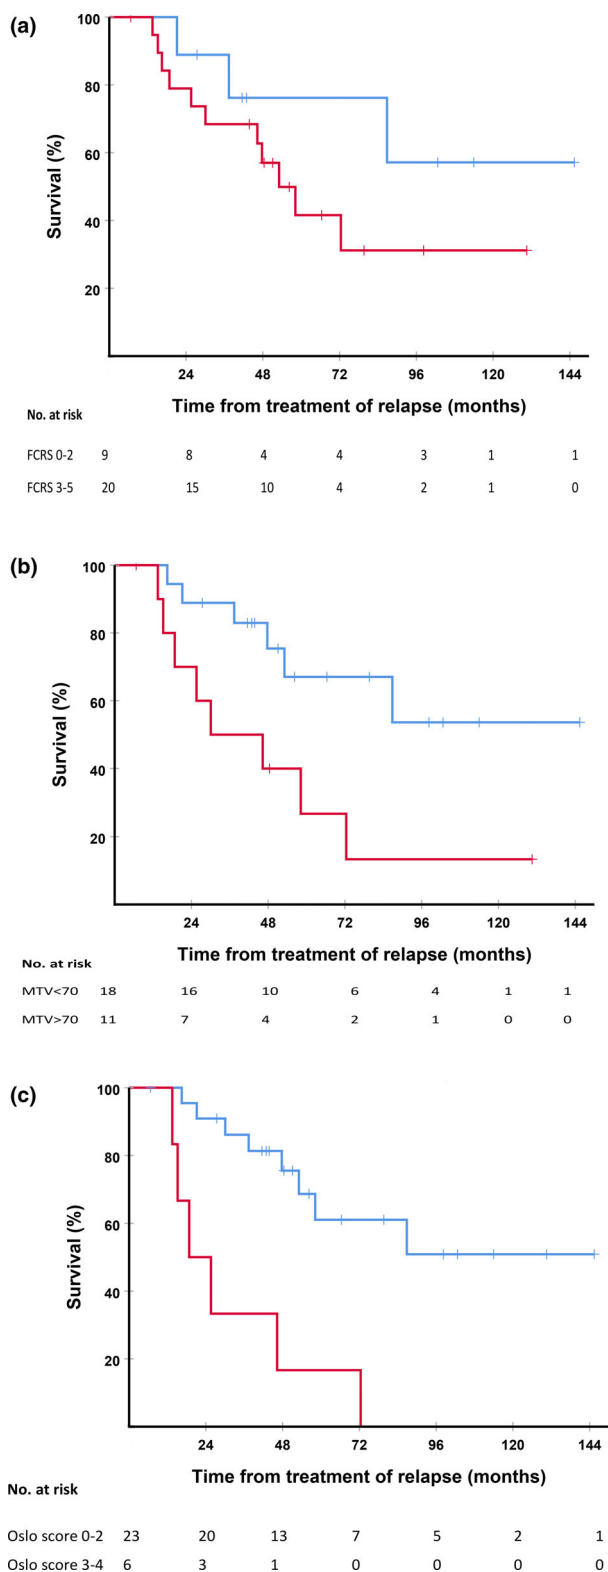 (a)
100
80
60
40
20
Survival (%)
24 48 72 96 120 144
Time from treatment of relapse (months)
No. at risk
FCRS 0-2 9 8 4 4 3 1 1
FCRS 3-5 20 15 10 4 2 1 0
(b)
100
80
60
40
20
Survival (%)
24 48 72 96 120 144
Time from treatment of relapse (months)
No. at risk
MTV<70 18 16 10 6 4 1 1
MTV>70 11 7 4 2 1 0 0
(c)
100
80
60
40
20
Survival (%)
24 48 72 96 120 144
Time from treatment of relapse (months)
No. at risk
Oslo score 0-2 23 20 13 7 5 2 1
Oslo score 3-4 6 3 1 0 0 0 0